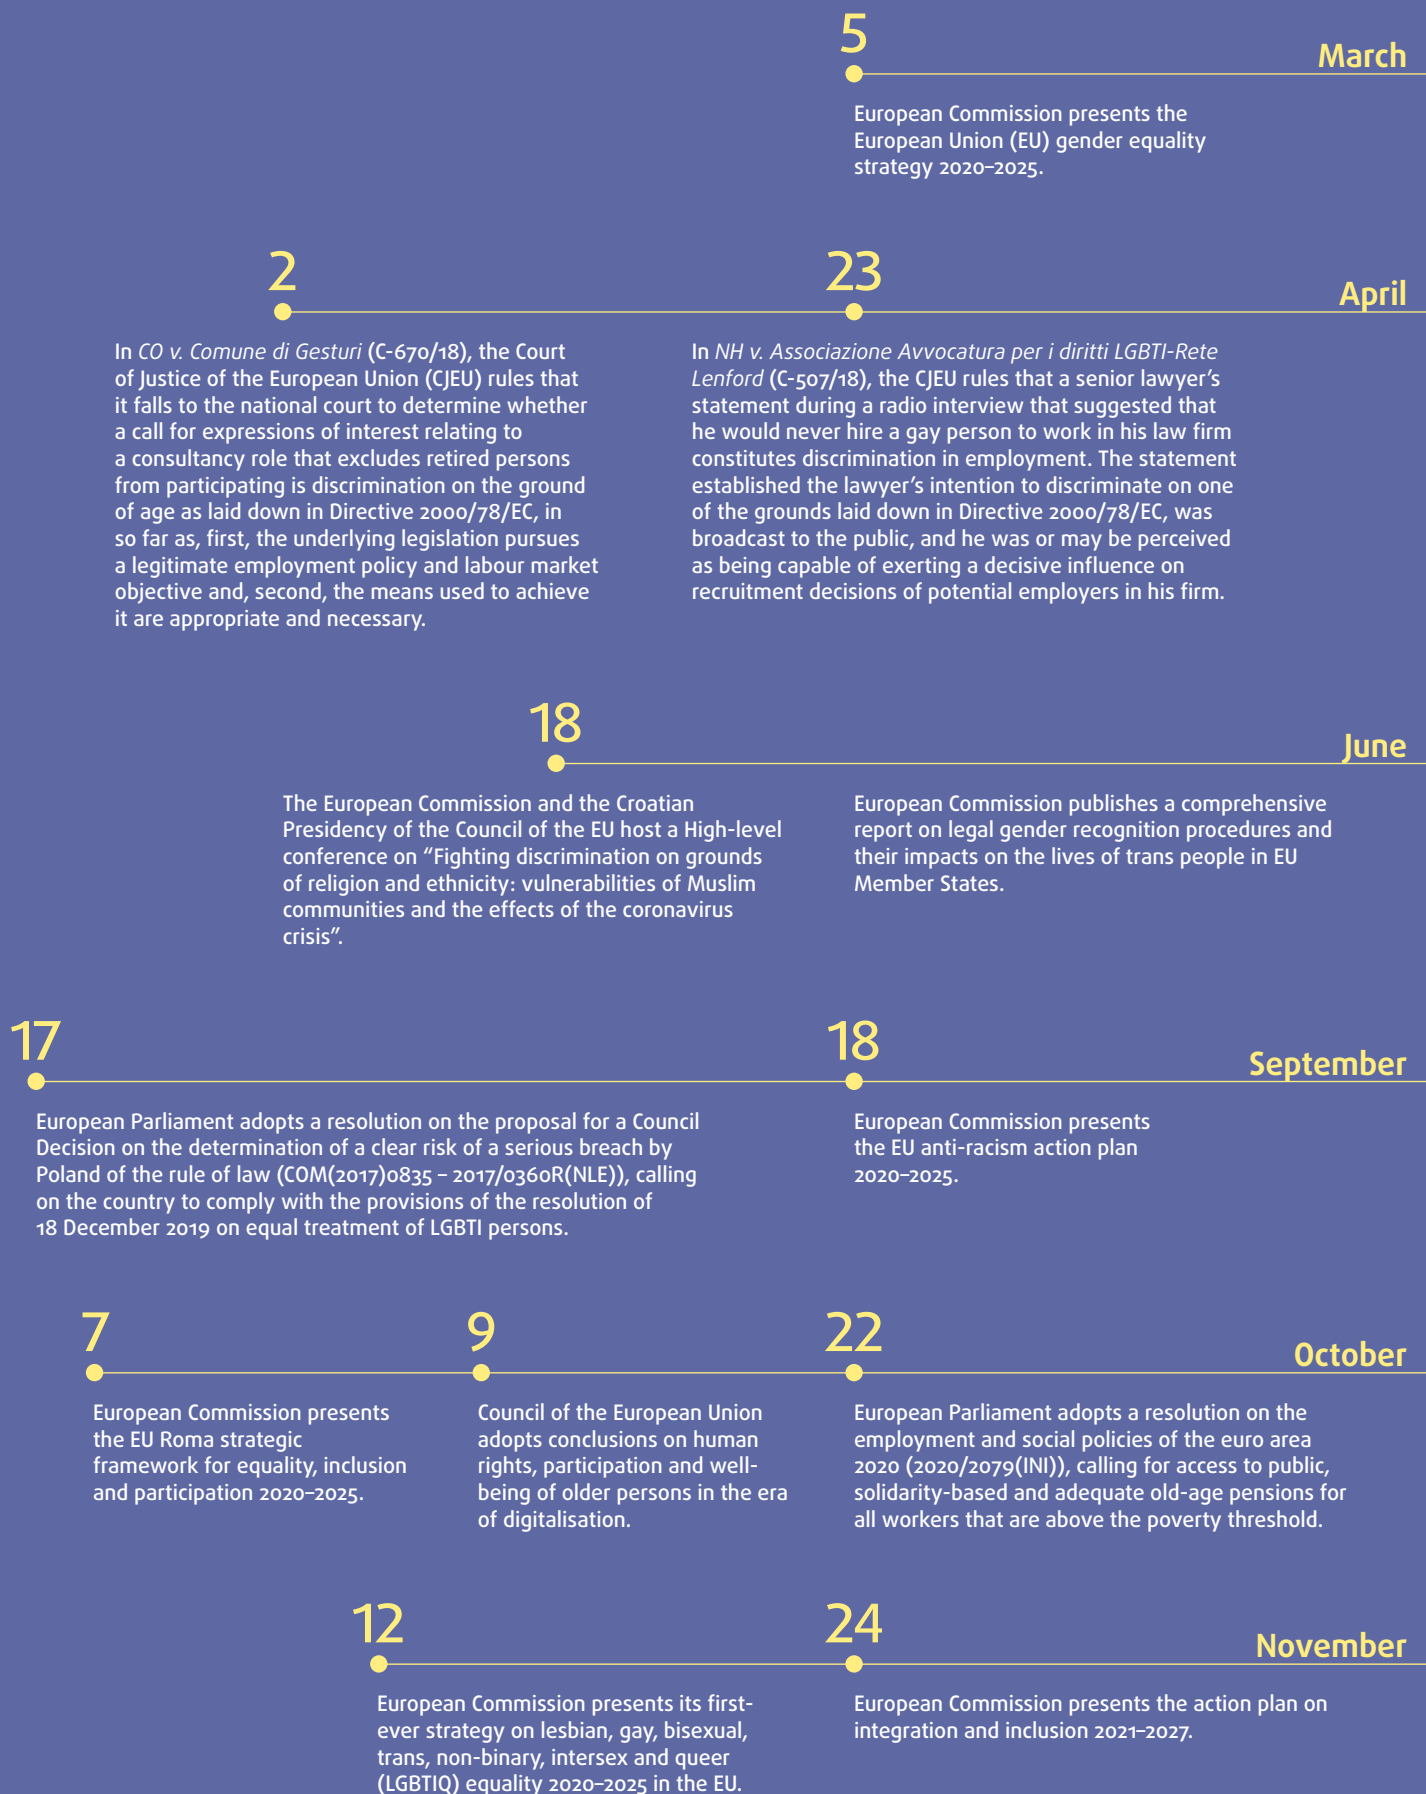 5
March
European Commission presents the
European Union (EU) gender equality
strategy 2020–2025.
2
23
April
In CO v. Comune di Gesturi (C-670/18), the Court
of Justice of the European Union (CJEU) rules that
it falls to the national court to determine whether
a call for expressions of interest relating to
a consultancy role that excludes retired persons
from participating is discrimination on the ground
of age as laid down in Directive 2000/78/EC, in
so far as, first, the underlying legislation pursues
a legitimate employment policy and labour market
objective and, second, the means used to achieve
it are appropriate and necessary.
In NH v. Associazione Avvocatura per i diritti LGBTI-Rete
Lenford (C-507/18), the CJEU rules that a senior lawyer’s
statement during a radio interview that suggested that
he would never hire a gay person to work in his law firm
constitutes discrimination in employment. The statement
established the lawyer’s intention to discriminate on one
of the grounds laid down in Directive 2000/78/EC, was
broadcast to the public, and he was or may be perceived
as being capable of exerting a decisive influence on
recruitment decisions of potential employers in his firm.
18
June
The European Commission and the Croatian
Presidency of the Council of the EU host a High-level
conference on “Fighting discrimination on grounds
of religion and ethnicity: vulnerabilities of Muslim
communities and the effects of the coronavirus
crisis”.
European Commission publishes a comprehensive
report on legal gender recognition procedures and
their impacts on the lives of trans people in EU
Member States.
17
18
September
European Parliament adopts a resolution on the proposal for a Council
Decision on the determination of a clear risk of a serious breach by
Poland of the rule of law (COM(2017)0835 – 2017/0360R(NLE)), calling
on the country to comply with the provisions of the resolution of
18 December 2019 on equal treatment of LGBTI persons.
European Commission presents
the EU anti-racism action plan
2020–2025.
7
9
22
October
European Commission presents
the EU Roma strategic
framework for equality, inclusion
and participation 2020–2025.
Council of the European Union
adopts conclusions on human
rights, participation and well-
being of older persons in the era
of digitalisation.
European Parliament adopts a resolution on the
employment and social policies of the euro area
2020 (2020/2079(INI)), calling for access to public,
solidarity-based and adequate old-age pensions for
all workers that are above the poverty threshold.
12
24
November
European Commission presents its first-
ever strategy on lesbian, gay, bisexual,
trans, non-binary, intersex and queer
(LGBTIQ) equality 2020–2025 in the EU.
European Commission presents the action plan on
integration and inclusion 2021–2027.